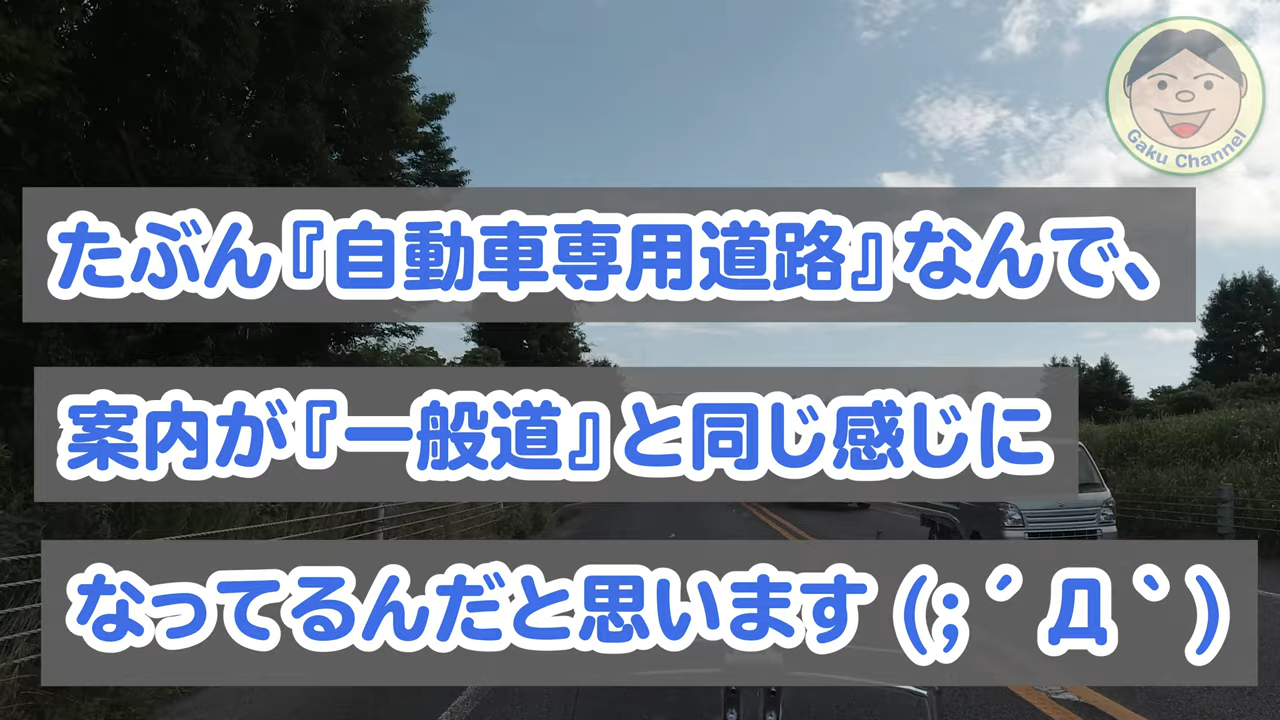 Gaku Channel
たぶん『自動車専用道路』なんで、
案内が『一般道』と同じ感じに
なってるんだと思います (;´Д｀)